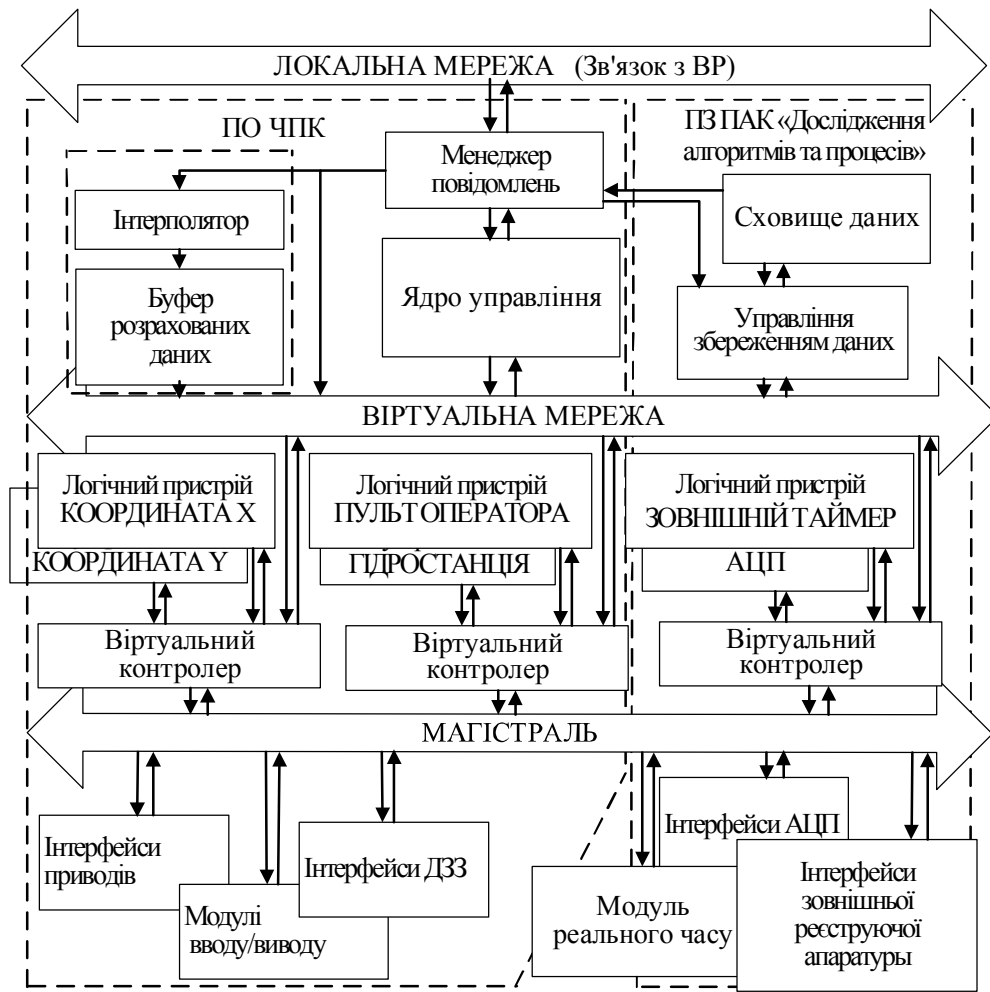 ЛОКАЛЬНА МЕРЕЖА (Зв'язок з ВР)
ПО ЧПК
ПЗ ПАК «Дослідження
алгоритмів та процесів»
Менеджер
повідомлень
Інтерполятор
Сховище даних
Ядро управління
Буфер
розрахованих
даних
Управління
збереженням даних
ВІРТУАЛЬНА МЕРЕЖА
Логічний пристрій
КООРДИНАТА X
КООРДИНАТА Y
Логічний пристрій
ПУЛЬТ ОПЕРАТОРА
ГІДРОСТАНЦІЯ
Логічний пристрій
ЗОВНІШНІЙ ТАЙМЕР
АЦП
Віртуальний
контролер
Віртуальний
контролер
Віртуальний
контролер
МАГІСТРАЛЬ
Інтерфейси
приводів
Модулі
вводу/виводу
Інтерфейси ДЗЗ
Інтерфейси АЦП
Модуль
реального часу
Інтерфейси
зовнішньої
реєструючої
апаратуры